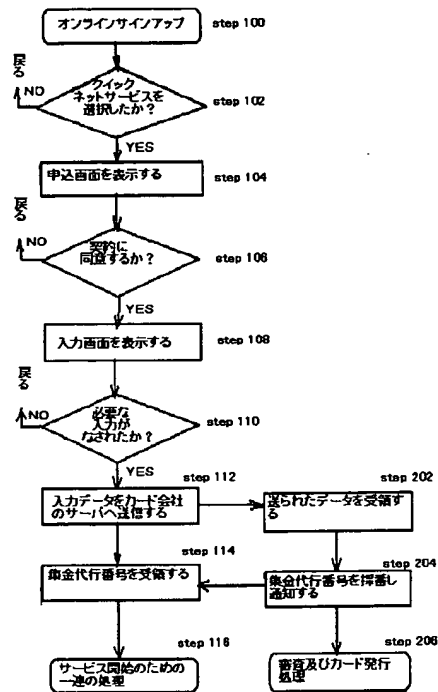 オンラインサインアップ
step 100
戻る
NO
クイック
ネットサービスを
選択したか?
step 102
YES
申込画面を表示する
step 104
戻る
NO
契約に
同意するか?
step 106
YES
入力画面を表示する
step 108
戻る
NO
必要な
入力が
なされたか?
step 110
YES
step 112
入力データをカード会社
のサーバへ送信する
step 202
送られたデータを受領す
る
step 114
集金代行番号を受領する
step 204
集金代行番号を採番し
通知する
step 116
サービス開始のための
一連の処理
step 206
審査及びカード発行
処理